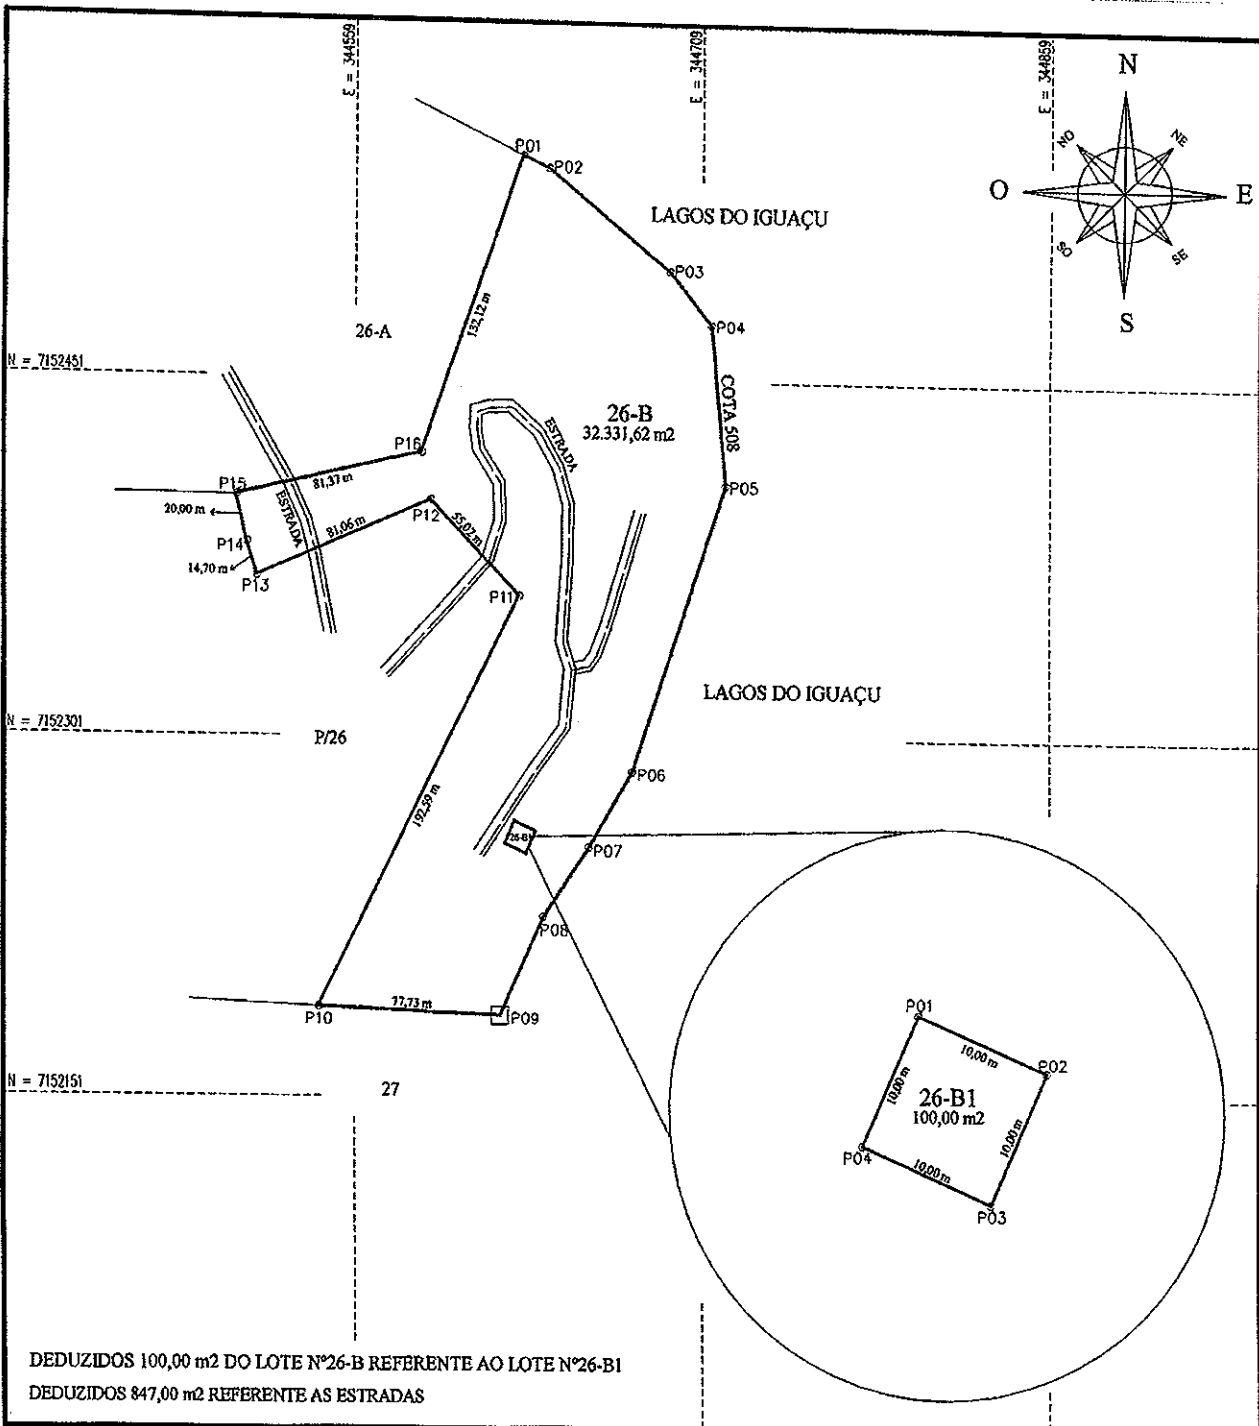 E = 344559
E = 344709
E = 344859
N
NO
NE
O
E
SO
SE
S
P01
P02
LAGOS DO IGUAÇU
P03
132,12 m
26-A
P04
N = 7152451
COTA 508
26-B
32.331,62 m2
ESTRADA
P16
P15
81,37 m
P05
20,00 m
ESTRADA
P12
81,06 m
55,02 m
P14
14,70 m
P13
P11
LAGOS DO IGUAÇU
N = 7152301
P/26
P06
192,59 m
26-B1
P07
P08
77,73 m
P10
P09
P01
10,00 m
P02
N = 7152151
27
10,00 m
26-B1
100,00 m2
10,00 m
P04
10,00 m
P03
DEDUZIDOS 100,00 m2 DO LOTE Nº26-B REFERENTE AO LOTE Nº26-B1
DEDUZIDOS 847,00 m2 REFERENTE AS ESTRADAS